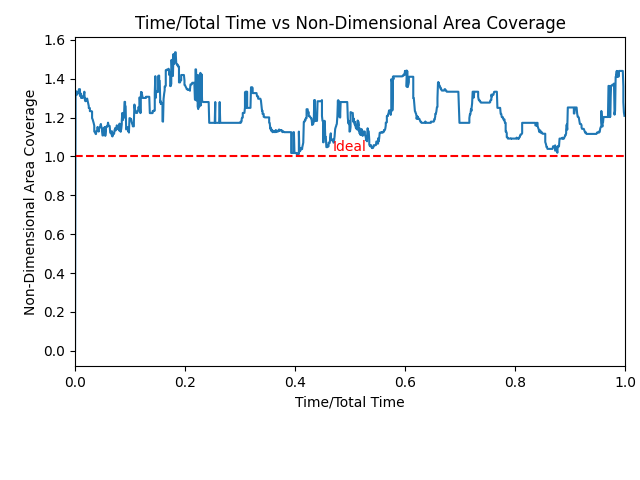 Time/Total Time vs Non-Dimensional Area Coverage
Non-Dimensional Area Coverage
1.6
1.4
1.2
1.0
0.8
0.6
0.4
0.2
0.0
Ideal
0.0 0.2 0.4 0.6 0.8 1.0
Time/Total Time